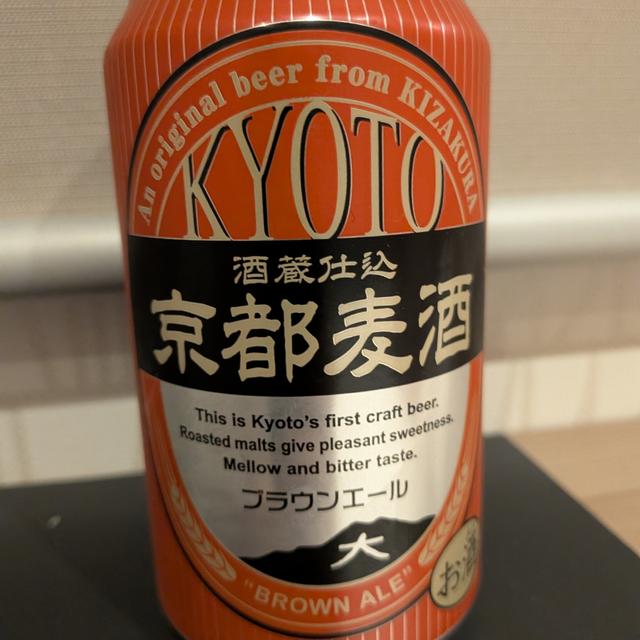 An original beer from KIZAKURA
KYOTO
酒蔵仕込
京都麦酒
This is Kyoto's first craft beer.
Roasted malts give pleasant sweetness.
Mellow and bitter taste.
ブラウンエール
大
"BROWN ALE"
お酒